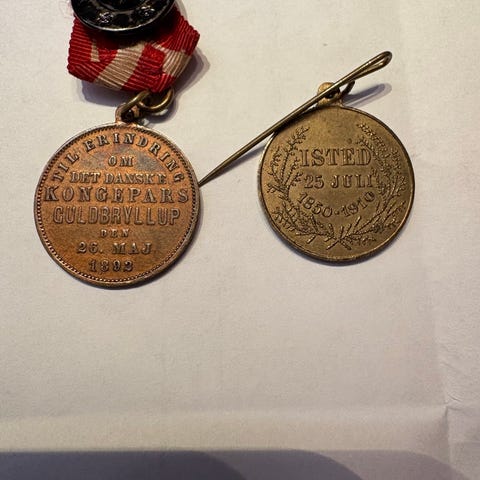 TIL ERINDRING
OM
DET DANSKE
KONGEPARS
GULDBRYLLUP
DEN
26. MAJ
1892
ISTED
25 JULI
1850-1910